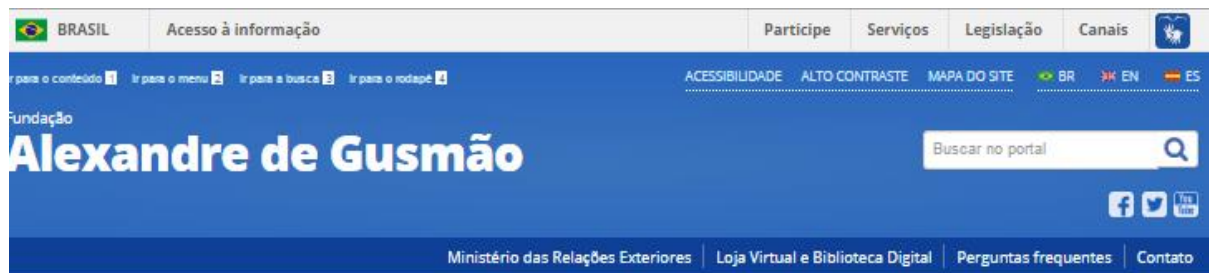 BRASIL Acesso à informação Participe Serviços Legislação Canais
r para o conteúdo 1 Ir para o menu 2 Ir para a busca 3 Ir para o rodapé 4 ACESSIBILIDADE ALTO CONTRASTE MAPA DO SITE BR EN ES
Fundação
Alexandre de Gusmão
Buscar no portal
You Tube
Ministério das Relações Exteriores Loja Virtual e Biblioteca Digital Perguntas frequentes Contato